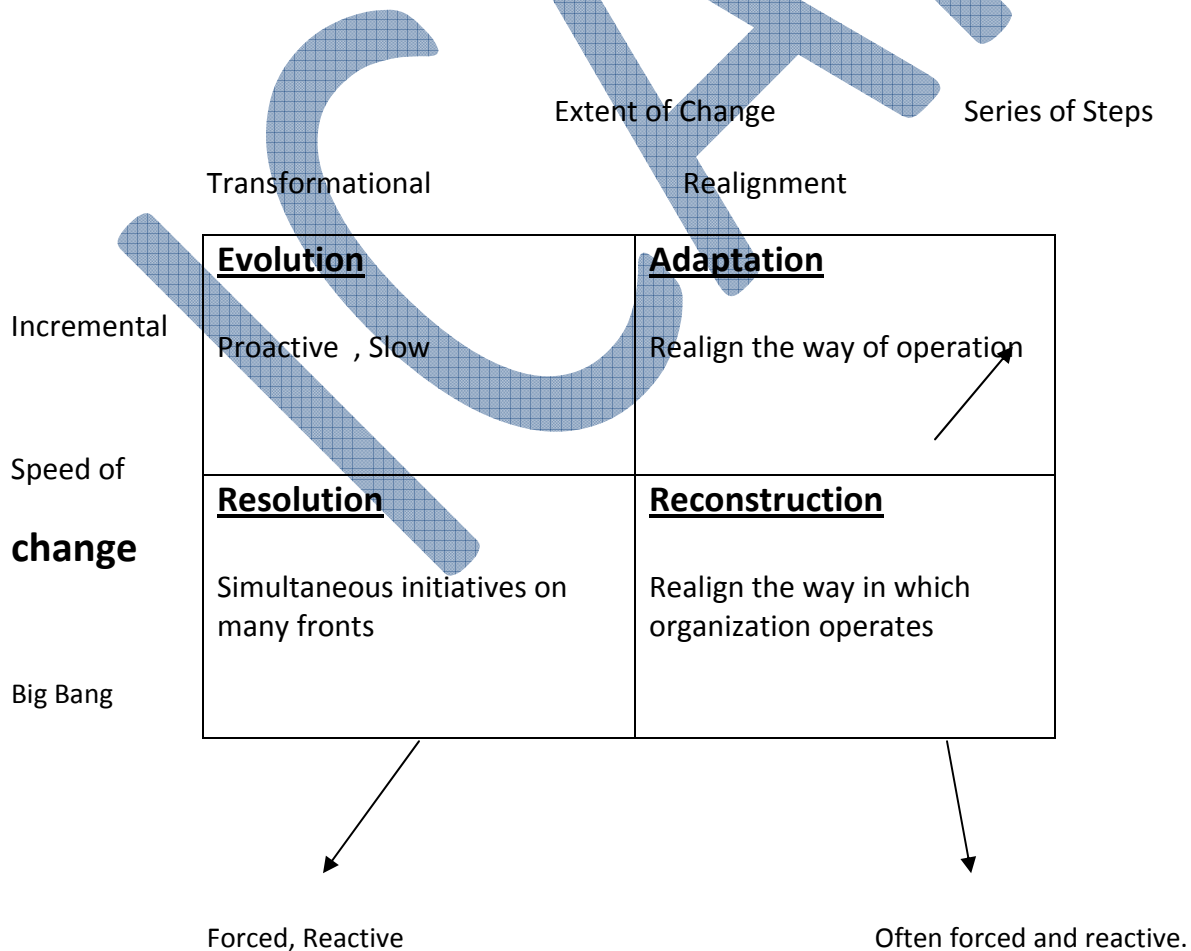 Extent of Change
Series of Steps
Transformational
Realignment
Evolution
Adaptation
Incremental
Proactive , Slow
Realign the way of operation
Speed of
change
Resolution
Reconstruction
Simultaneous initiatives on
many fronts
Realign the way in which
organization operates
Big Bang
Forced, Reactive
Often forced and reactive.